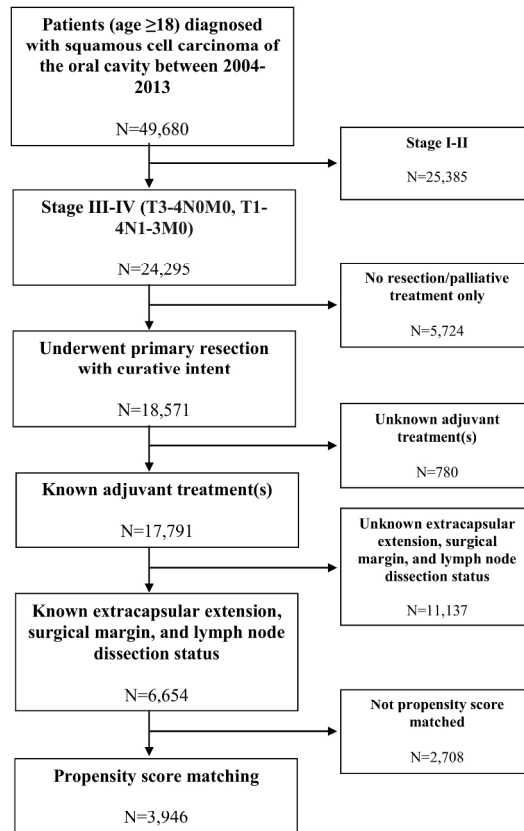 Patients (age ≥18) diagnosed
with squamous cell carcinoma of
the oral cavity between 2004-
2013
N=49,680
Stage I-II
N=25,385
Stage III-IV (T3-4N0M0, T1-
4N1-3M0)
N=24,295
No resection/palliative
treatment only
N=5,724
Underwent primary resection
with curative intent
N=18,571
Unknown adjuvant
treatment(s)
N=780
Known adjuvant treatment(s)
N=17,791
Unknown extracapsular
extension, surgical margin,
and lymph node
dissection status
N=11,137
Known extracapsular extension,
surgical margin, and lymph node
dissection status
N=6,654
Not propensity score
matched
N=2,708
Propensity score matching
N=3,946